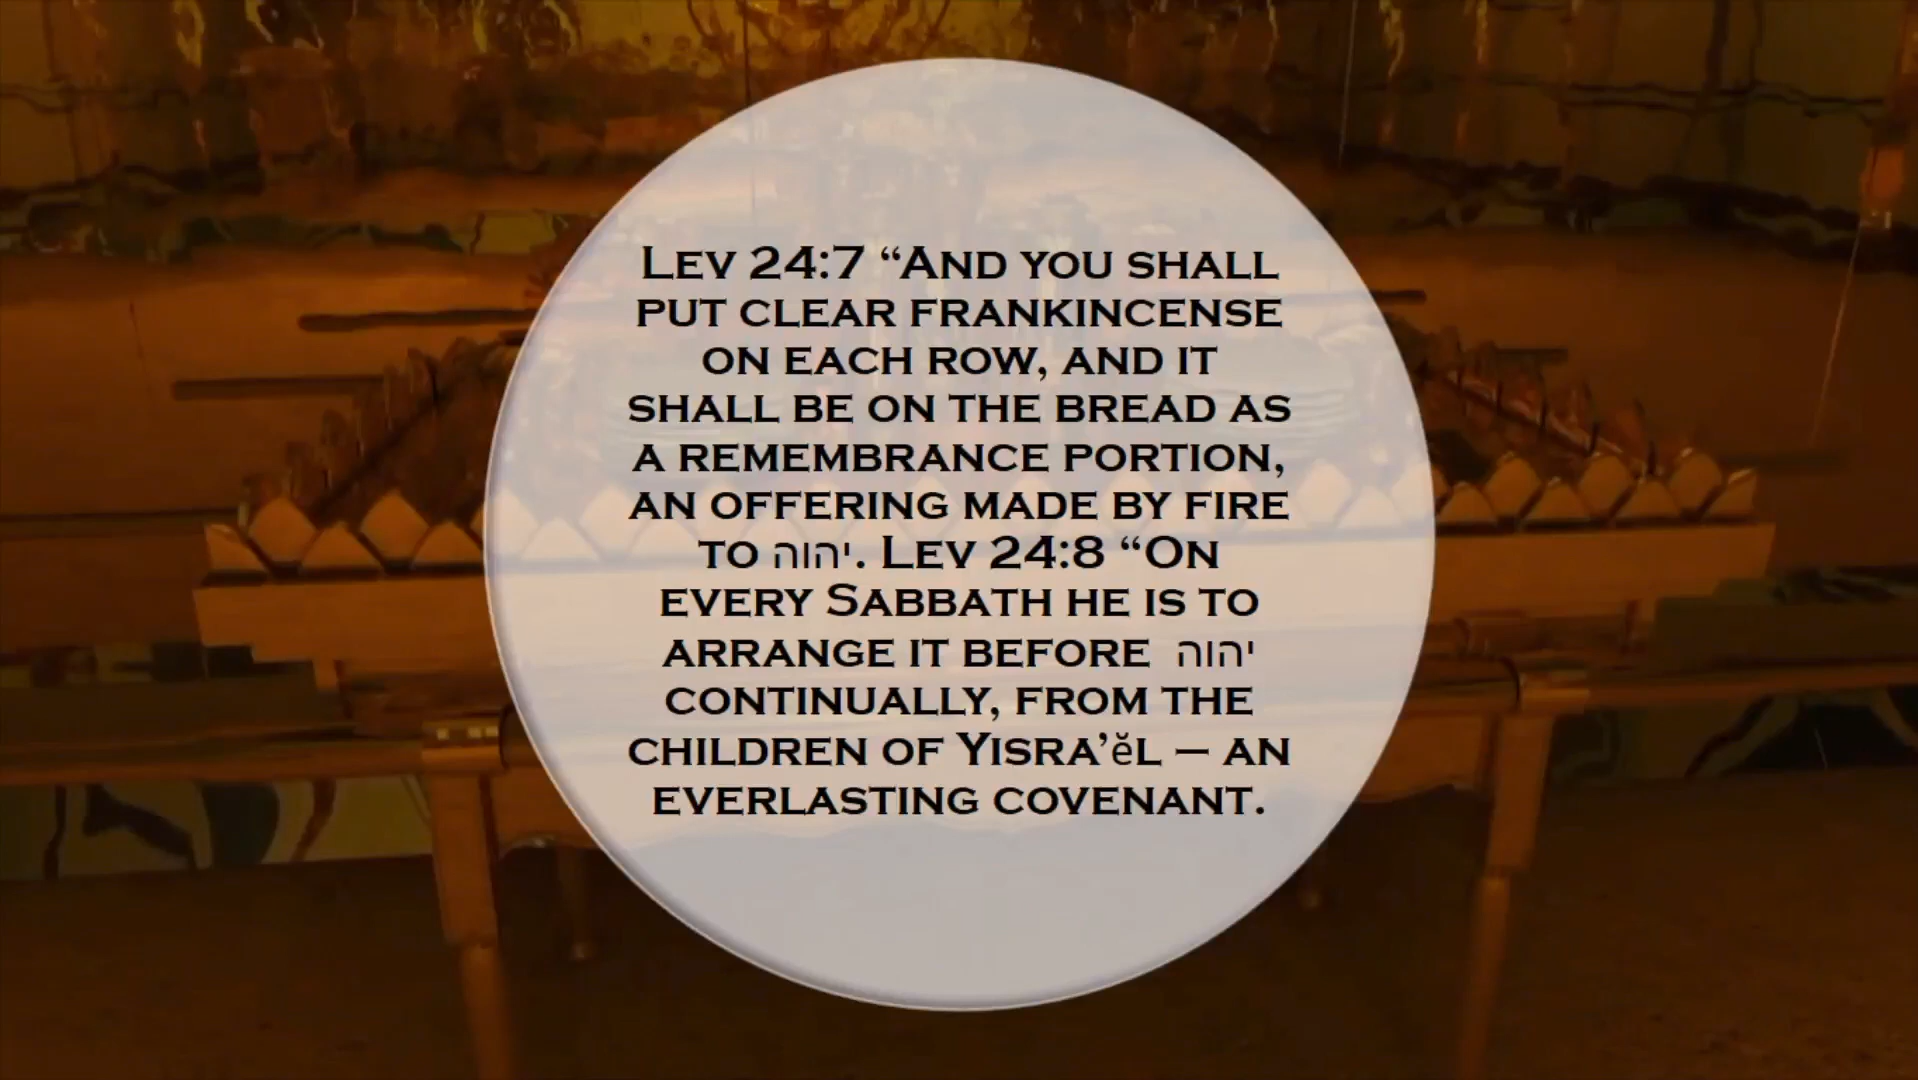 Lev 24:7 “And you shall
put clear frankincense
on each row, and it
shall be on the bread as
a remembrance portion,
an offering made by fire
to יהוה. Lev 24:8 “On
every Sabbath he is to
arrange it before יהוה
continually, from the
children of Yisra’ĕl – an
everlasting covenant.